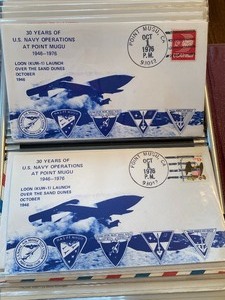 30 YEARS OF
U.S. NAVY OPERATIONS
AT POINT MUGU
1946-1976
LOON (KUN-1) LAUNCH
OVER THE SAND DUNES
OCTOBER
1946
POINT MUGU, CA
OCT
1
1976
P.M.
93042
30 YEARS OF
U.S. NAVY OPERATIONS
AT POINT MUGU
1946-1976
LOON (KUN-1) LAUNCH
OVER THE SAND DUNES
OCTOBER
1946
POINT MUGU, CA
OCT
1
1976
P.M.
93042